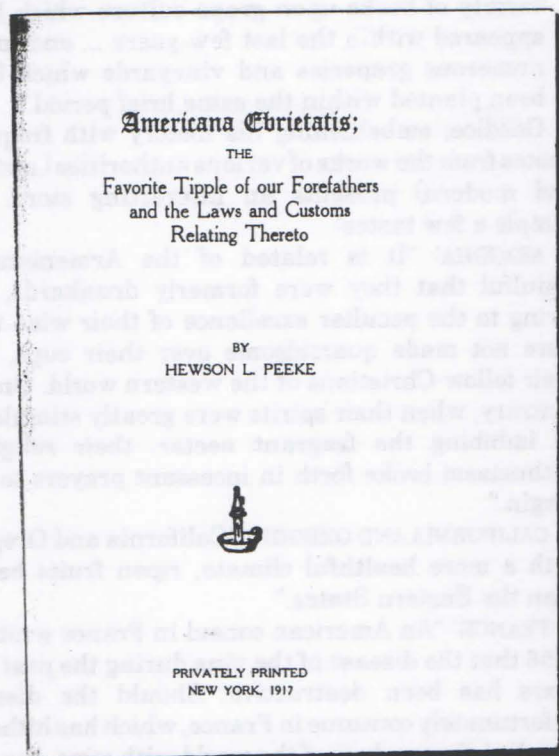 Americana Ebrietatis;
THE
Favorite Tipple of our Forefathers
and the Laws and Customs
Relating Thereto
BY
HEWSON L. PEEKE
PRIVATELY PRINTED
NEW YORK, 1917